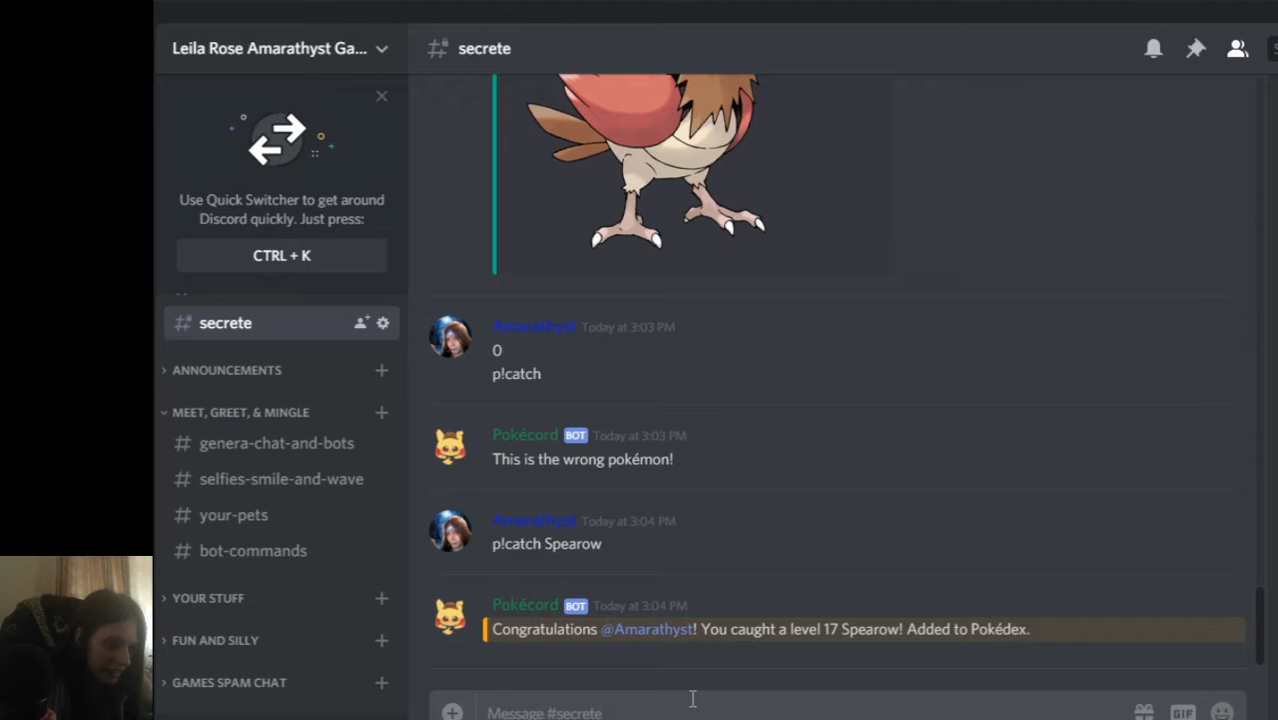 Leila Rose Amarathyst Ga...
secrete
Use Quick Switcher to get around
Discord quickly. Just press:
CTRL + K
secrete
ANNOUNCEMENTS
MEET, GREET, & MINGLE
genera-chat-and-bots
selfies-smile-and-wave
your-pets
bot-commands
YOUR STUFF
FUN AND SILLY
GAMES SPAM CHAT
Amarathyst Today at 3:03 PM
0
p!catch
Pokécord BOT Today at 3:03 PM
This is the wrong pokémon!
Amarathyst Today at 3:04 PM
p!catch Spearow
Pokécord BOT Today at 3:04 PM
Congratulations @Amarathyst! You caught a level 17 Spearow! Added to Pokédex.
Message #secrete
GIF